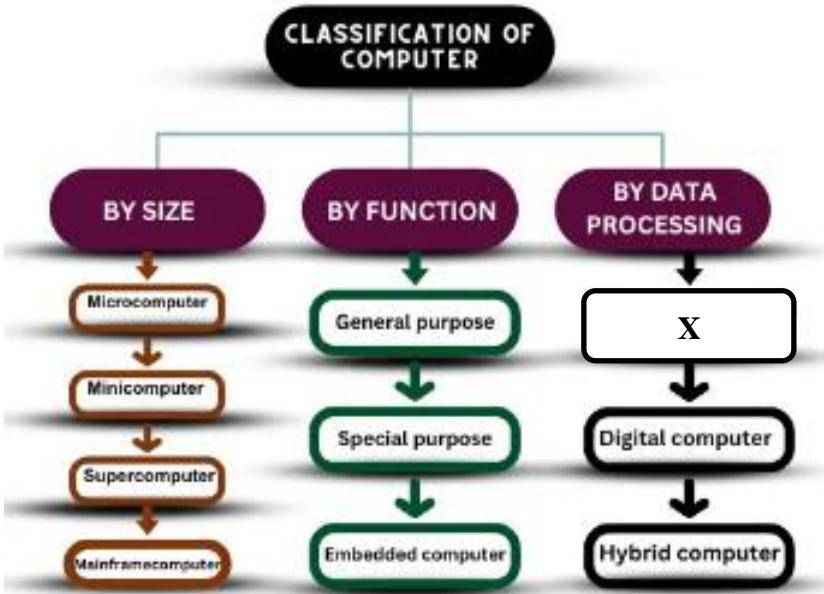 CLASSIFICATION OF
COMPUTER
BY SIZE
Microcomputer
Minicomputer
Supercomputer
Mainframecomputer
BY FUNCTION
General purpose
Special purpose
Embedded computer
BY DATA
PROCESSING
X
Digital computer
Hybrid computer